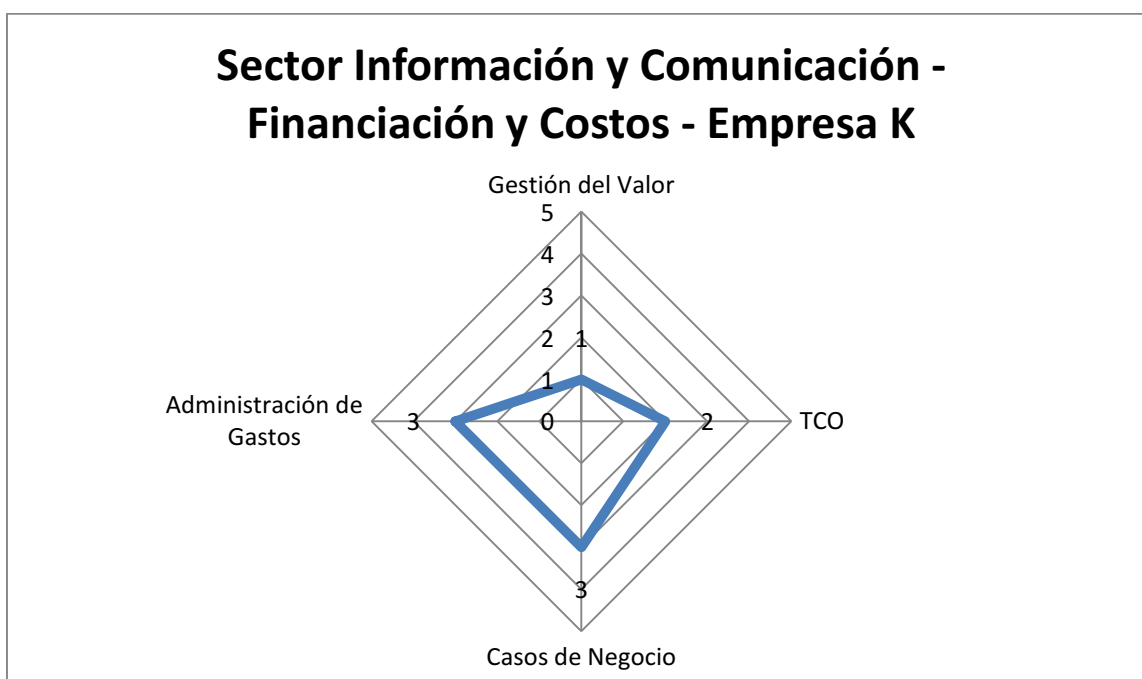 Sector Información y Comunicación -
Financiación y Costos - Empresa K
Gestión del Valor
5
4
3
2
1
1
0
Administración de
Gastos
3
2
TCO
3
Casos de Negocio